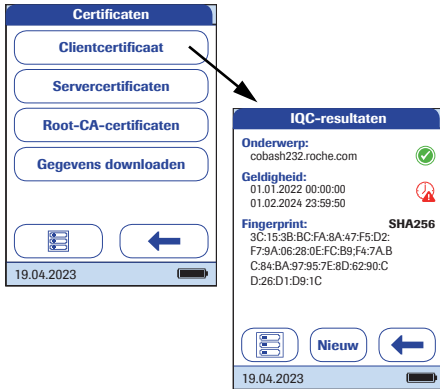 Certificaten
Clientcertificaat
Servercertificaten
Root-CA-certificaten
Gegevens downloaden
19.04.2023
IQC-resultaten
Onderwerp:
cobash232.roche.com
Geldigheid:
01.01.2022 00:00:00
01.02.2024 23:59:50
Fingerprint: SHA256
3C:15:3B:BC:FA:8A:47:F5:D2:
F7:9A:06:28:0E:FC:B9:F4:7A.B
C:84:BA:97:95:7E:8D:62:90:C
D:26:D1:D9:1C
Nieuw
19.04.2023